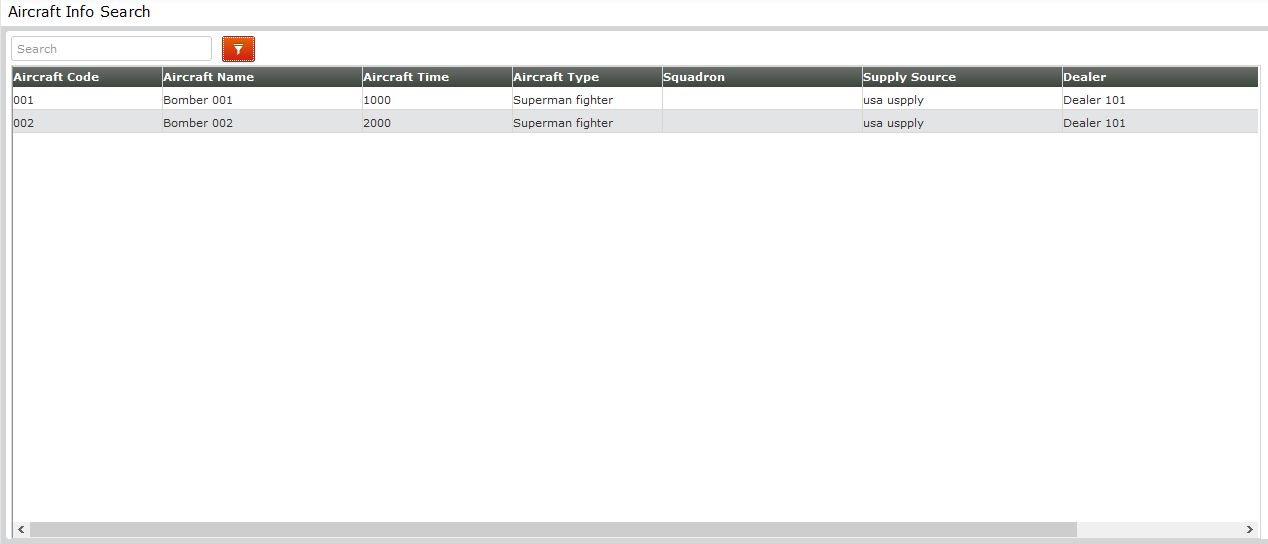 Aircraft Info Search
Search
Aircraft Code Aircraft Name Aircraft Time Aircraft Type Squadron Supply Source Dealer
001 Bomber 001 1000 Superman fighter usa uspply Dealer 101
002 Bomber 002 2000 Superman fighter usa uspply Dealer 101